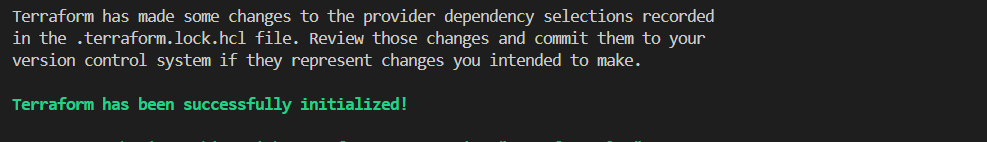 Terraform has made some changes to the provider dependency selections recorded
in the .terraform.lock.hcl file. Review those changes and commit them to your
version control system if they represent changes you intended to make.
Terraform has been successfully initialized!